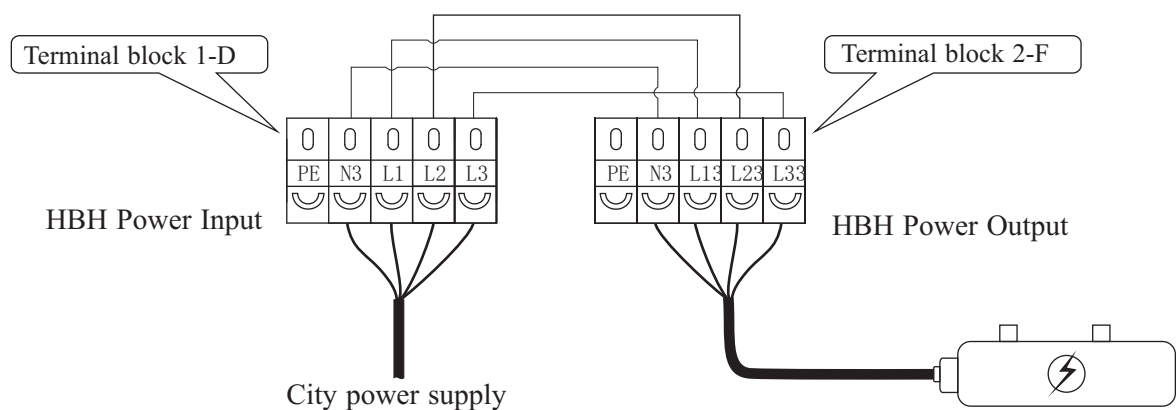 Terminal block 1-D
Terminal block 2-F
PE N3 L1 L2 L3
PE N3 L13 L23 L33
HBH Power Input
HBH Power Output
City power supply